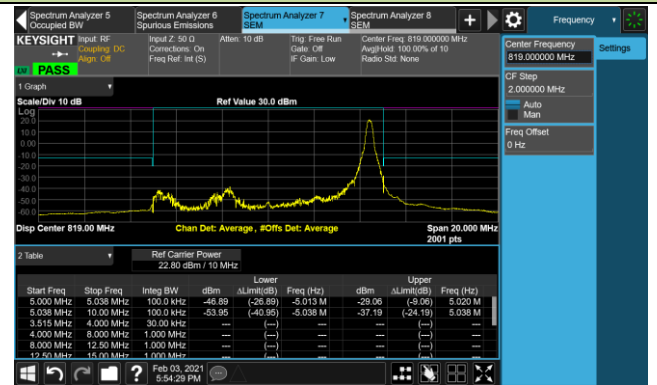 Spectrum Analyzer 5
Occupied BW
Spectrum Analyzer 6
Spurious Emissions
Spectrum Analyzer 7
SEM
Spectrum Analyzer 8
SEM
Frequency
KEYSIGHT
Input: RF
Coupling: DC
Align: Off
Input Z: 50 Ω
Corrections: On
Freq Ref: Int (S)
Atten: 10 dB
Trig: Free Run
Gate: Off
IF Gain: Low
Center Freq: 819.000000 MHz
Avg|Hold: 100.00% of 10
Radio Std: None
PASS
Center Frequency
819.000000 MHz
Settings
CF Step
2.000000 MHz
Auto
Man
Freq Offset
0 Hz
1 Graph
Scale/Div 10 dB
Ref Value 30.0 dBm
Log
20.0
10.0
0.00
-10.0
-20.0
-30.0
-40.0
-50.0
-60.0
Disp Center 819.00 MHz
Chan Det: Average, #Offs Det: Average
Span 20.000 MHz
2001 pts
2 Table
Ref Carrier Power
22.80 dBm / 10 MHz
Lower Upper
Start Freq Stop Freq Integ BW dBm ΔLimit(dB) Freq (Hz) dBm ΔLimit(dB) Freq (Hz)
5.000 MHz 5.038 MHz 100.0 kHz -46.89 (-26.89) -5.013 M -29.06 (-9.06) 5.020 M
5.038 MHz 10.00 MHz 100.0 kHz -53.95 (-40.95) -5.038 M -37.19 (-24.19) 5.038 M
3.515 MHz 4.000 MHz 30.00 kHz --- (---) --- --- (---) ---
4.000 MHz 8.000 MHz 1.000 MHz --- (---) --- --- (---) ---
8.000 MHz 12.50 MHz 1.000 MHz --- (---) --- --- (---) ---
12.50 MHz 15.00 MHz 1.000 MHz --- (---) --- --- (---) ---
Feb 03, 2021
5:54:29 PM